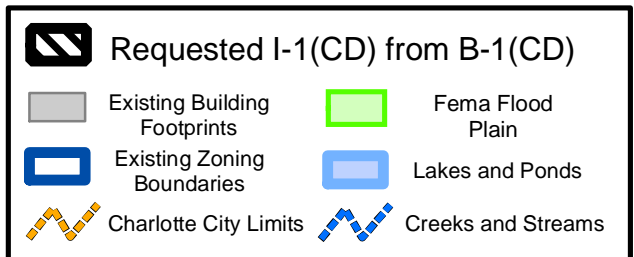 Requested I-1(CD) from B-1(CD)
Existing Building
Footprints
Fema Flood
Plain
Existing Zoning
Boundaries
Lakes and Ponds
Charlotte City Limits
Creeks and Streams